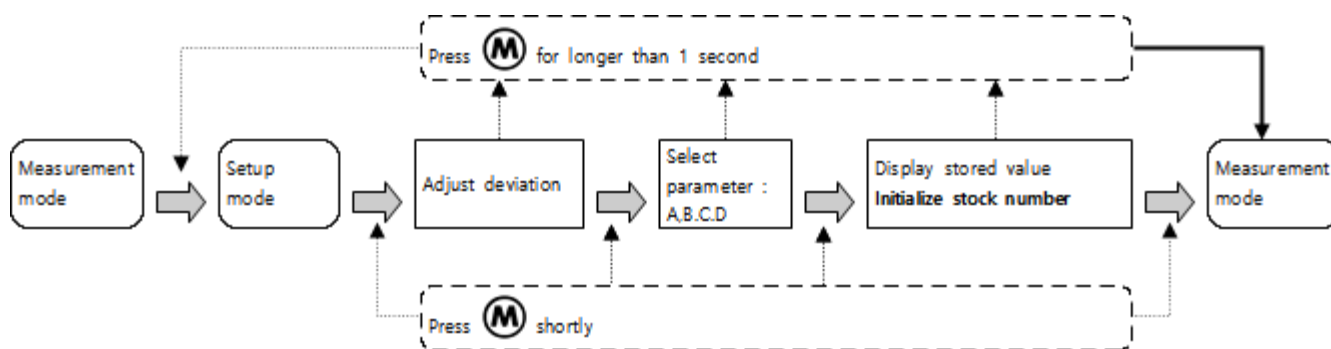 Press M for longer than 1 second
Measurement
mode
Setup
mode
Adjust deviation
Select
parameter :
A,B.C.D
Display stored value
Initialize stock number
Measurement
mode
Press M shortly